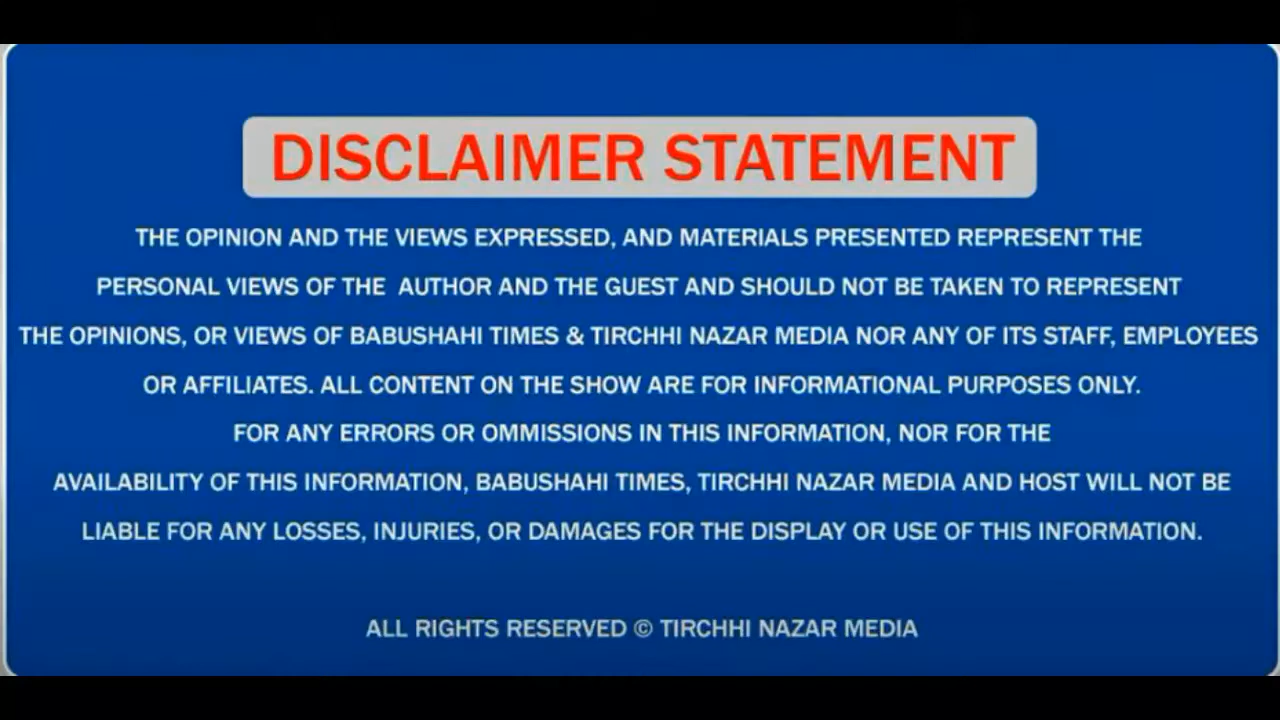 DISCLAIMER STATEMENT
THE OPINION AND THE VIEWS EXPRESSED, AND MATERIALS PRESENTED REPRESENT THE
PERSONAL VIEWS OF THE AUTHOR AND THE GUEST AND SHOULD NOT BE TAKEN TO REPRESENT
THE OPINIONS, OR VIEWS OF BABUSHAHI TIMES & TIRCHHI NAZAR MEDIA NOR ANY OF ITS STAFF, EMPLOYEES
OR AFFILIATES. ALL CONTENT ON THE SHOW ARE FOR INFORMATIONAL PURPOSES ONLY.
FOR ANY ERRORS OR OMMISSIONS IN THIS INFORMATION, NOR FOR THE
AVAILABILITY OF THIS INFORMATION, BABUSHAHI TIMES, TIRCHHI NAZAR MEDIA AND HOST WILL NOT BE
LIABLE FOR ANY LOSSES, INJURIES, OR DAMAGES FOR THE DISPLAY OR USE OF THIS INFORMATION.
ALL RIGHTS RESERVED © TIRCHHI NAZAR MEDIA